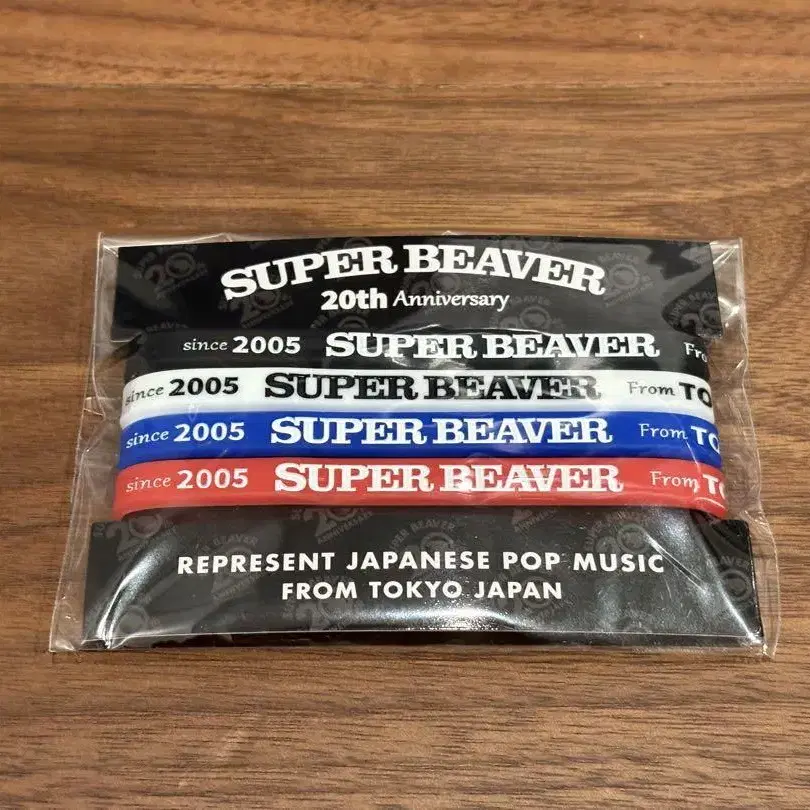 SUPER BEAVER
20th Anniversary
since 2005 SUPER BEAVER
since 2005 SUPER BEAVER From
since 2005 SUPER BEAVER From
since 2005 SUPER BEAVER From
REPRESENT JAPANESE POP MUSIC
FROM TOKYO JAPAN